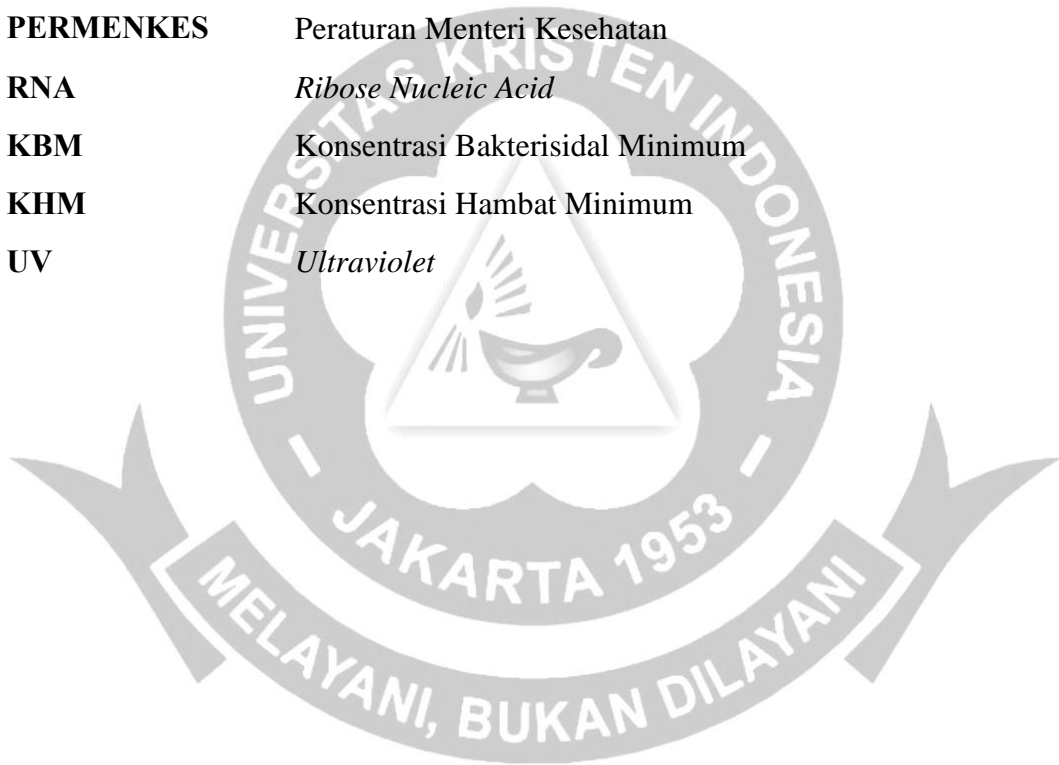 PERMENKES Peraturan Menteri Kesehatan
RNA Ribose Nucleic Acid
KBM Konsentrasi Bakterisidal Minimum
KHM Konsentrasi Hambat Minimum
UV Ultraviolet
UNIVERSITAS KRISTEN INDONESIA
- JAKARTA 1953 -
MELAYANI, BUKAN DILAYANI